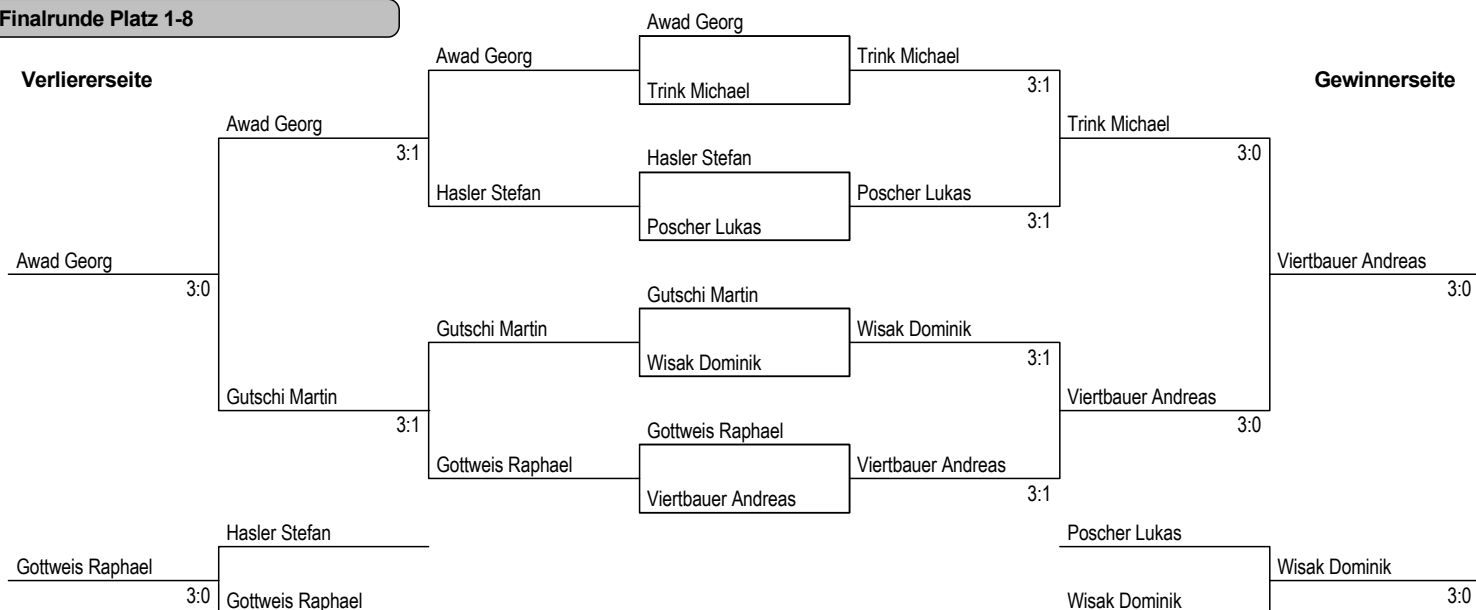 Finalrunde Platz 1-8
Verliererseite
Gewinnerseite
Awad Georg
Awad Georg
Trink Michael
3:1
Trink Michael
Awad Georg
3:1
Trink Michael
3:0
Hasler Stefan
Hasler Stefan
Poscher Lukas
3:1
Poscher Lukas
Awad Georg
3:0
Viertbauer Andreas
3:0
Gutschi Martin
Gutschi Martin
Wisak Dominik
3:1
Wisak Dominik
Gutschi Martin
3:1
Viertbauer Andreas
3:0
Gottweis Raphael
Gottweis Raphael
Viertbauer Andreas
3:1
Viertbauer Andreas
Hasler Stefan
Poscher Lukas
Gottweis Raphael
3:0
Wisak Dominik
3:0
Gottweis Raphael
Wisak Dominik